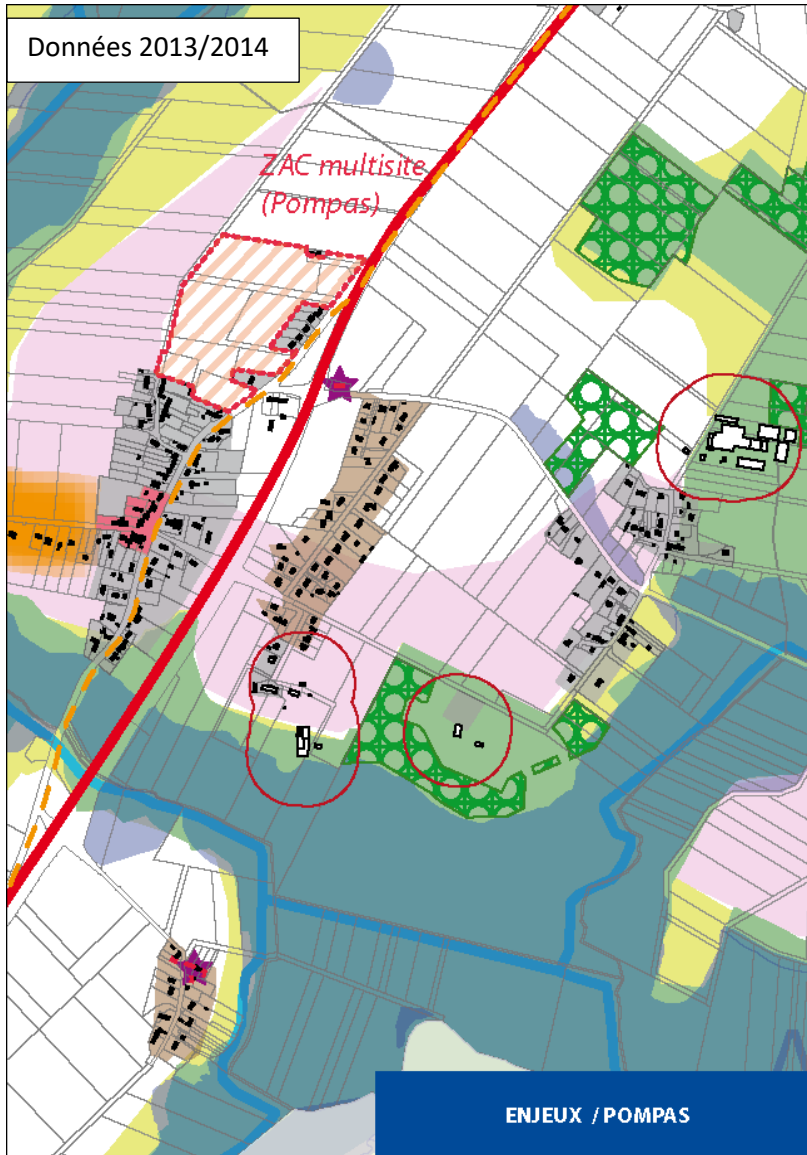 Données 2013/2014
ZAC multisite
(Pompas)
ENJEUX / POMPAS